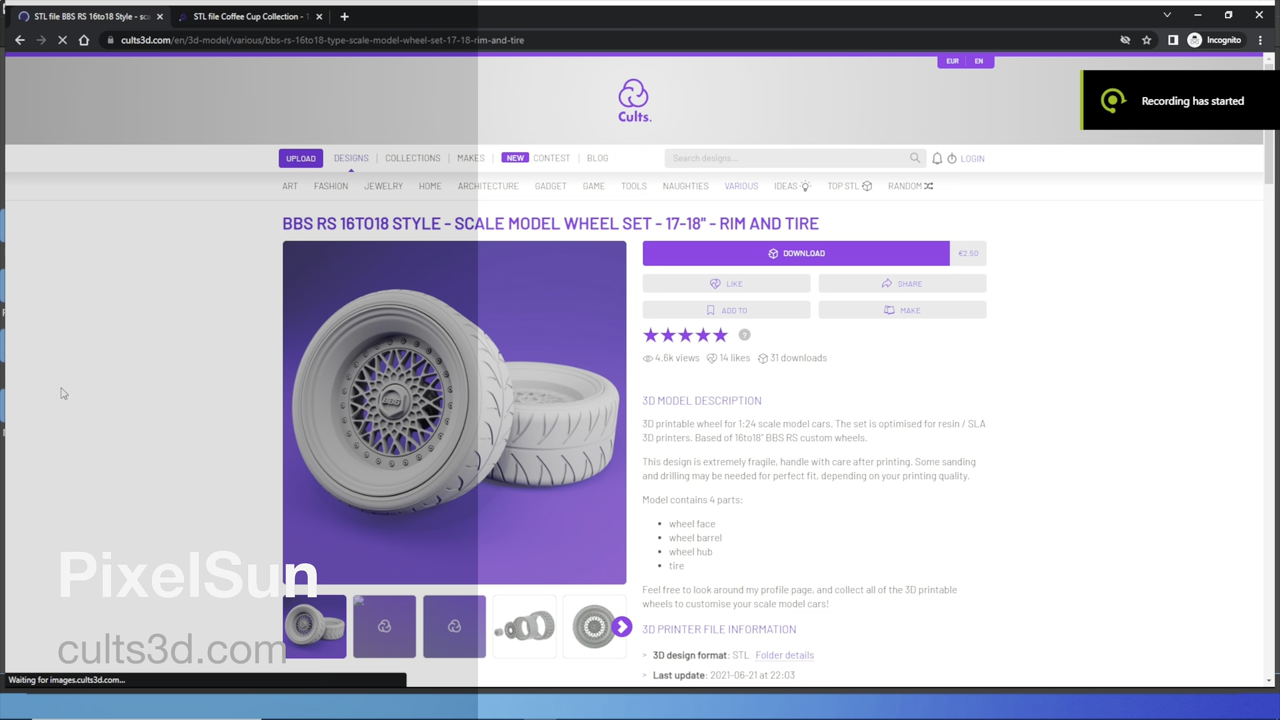 STL file BBS RS 16to18 Style - sca
STL file Coffee Cup Collection - 1
cults3d.com/en/3d-model/various/bbs-rs-16to18-type-scale-model-wheel-set-17-18-rim-and-tire
Incognito
EUR
EN
Recording has started
Cults.
UPLOAD
DESIGNS
COLLECTIONS
MAKES
NEW
CONTEST
BLOG
Search designs...
LOGIN
ART
FASHION
JEWELRY
HOME
ARCHITECTURE
GADGET
GAME
TOOLS
NAUGHTIES
VARIOUS
IDEAS
TOP STL
RANDOM
BBS RS 16TO18 STYLE - SCALE MODEL WHEEL SET - 17-18" - RIM AND TIRE
DOWNLOAD
€2.50
LIKE
SHARE
ADD TO
MAKE
?
4.6k views
14 likes
31 downloads
3D MODEL DESCRIPTION
3D printable wheel for 1:24 scale model cars. The set is optimised for resin / SLA
3D printers. Based of 16to18" BBS RS custom wheels.
This design is extremely fragile, handle with care after printing. Some sanding
and drilling may be needed for perfect fit, depending on your printing quality.
Model contains 4 parts:
wheel face
wheel barrel
wheel hub
tire
Feel free to look around my profile page, and collect all of the 3D printable
wheels to customise your scale model cars!
3D PRINTER FILE INFORMATION
3D design format: STL Folder details
Last update: 2021-06-21 at 22:03
BBS
PixelSun
cults3d.com
Waiting for images.cults3d.com...